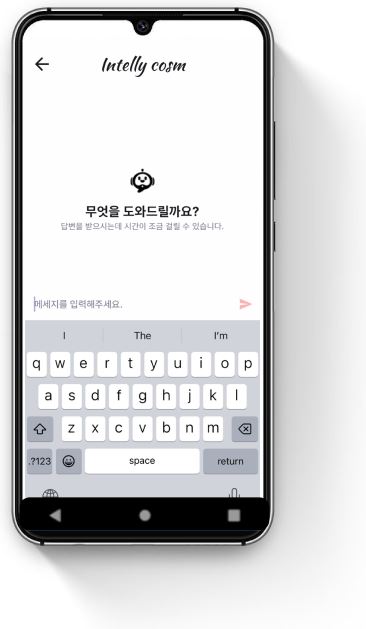 Intelly cosm
무엇을 도와드릴까요?
답변을 받으시는데 시간이 조금 걸릴 수 있습니다.
메세지를 입력해주세요.
I The I'm
q w e r t y u i o p
a s d f g h j k l
z x c v b n m
.?123 space return